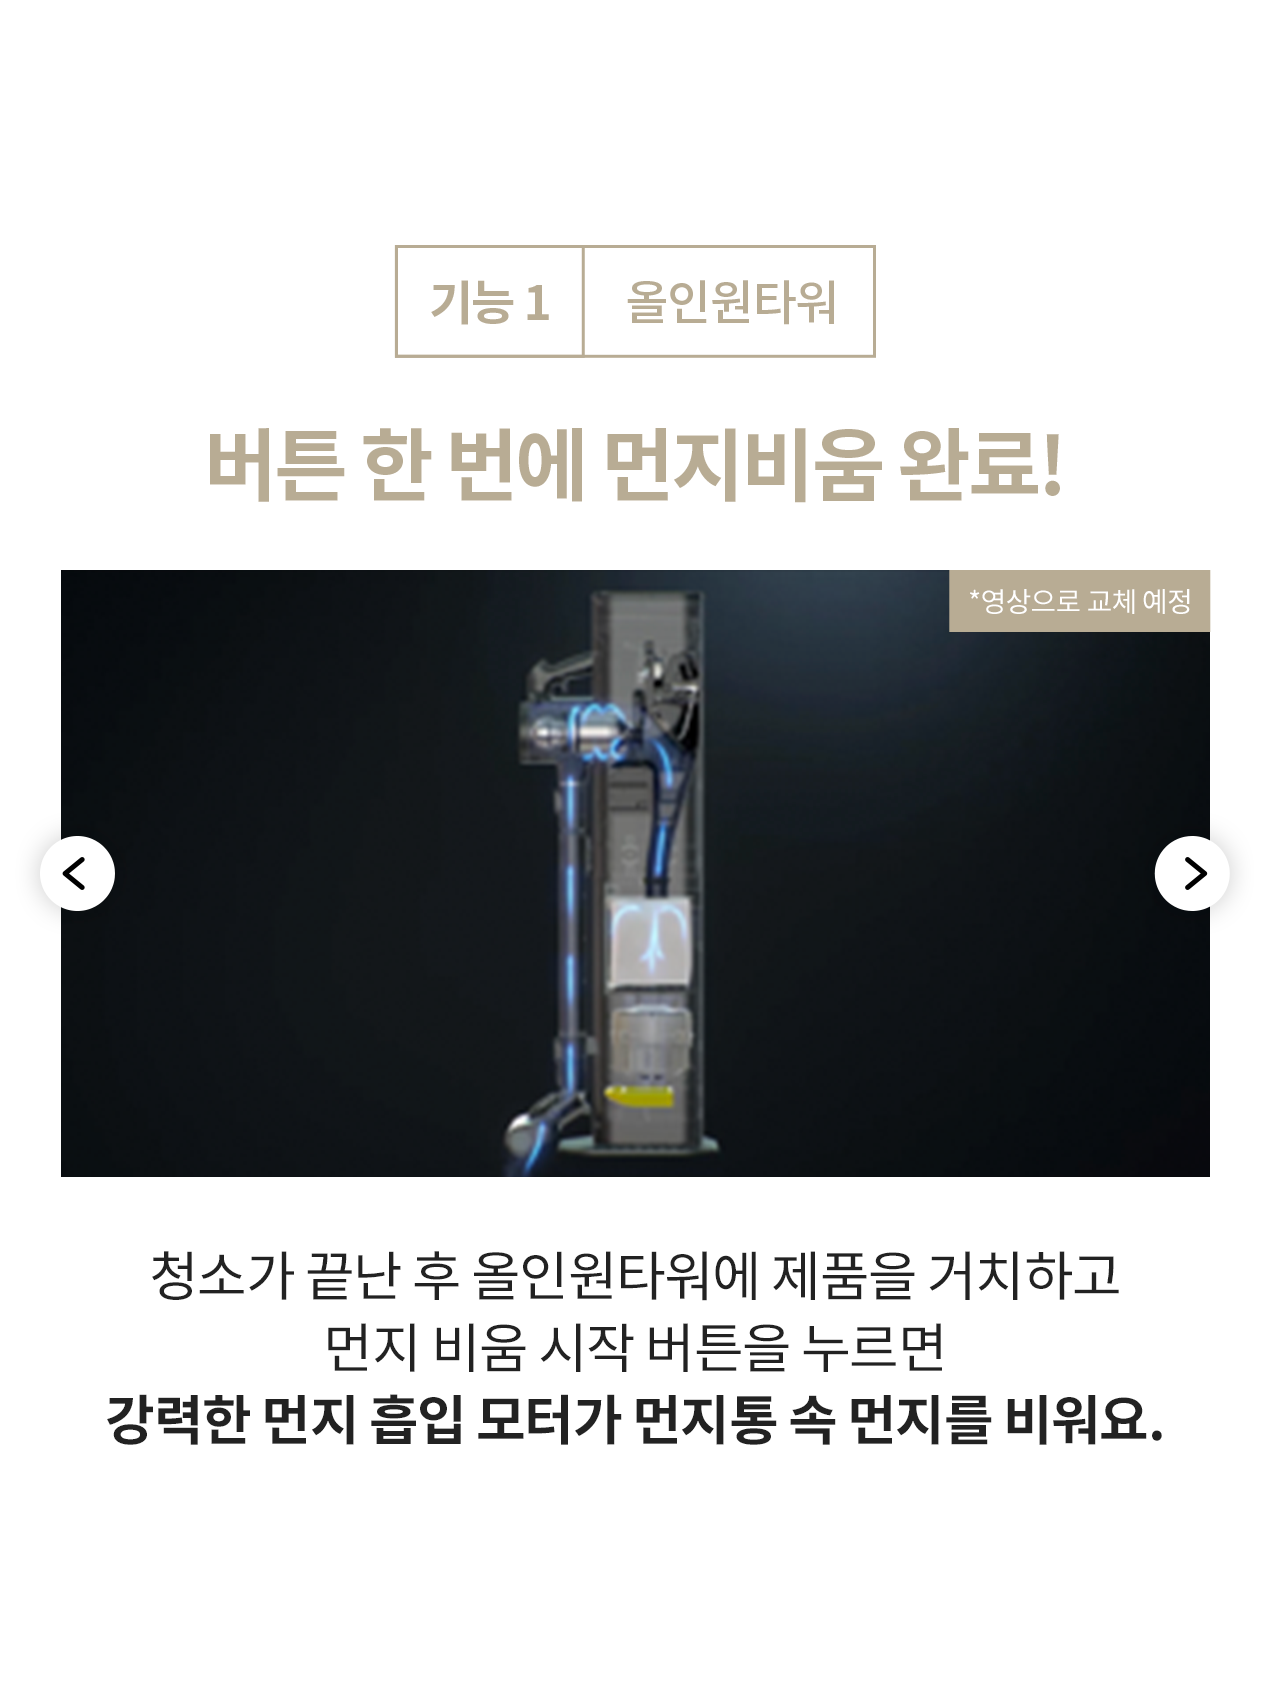 기능 1
올인원타워
버튼 한 번에 먼지비움 완료!
*영상으로 교체 예정
청소가 끝난 후 올인원타워에 제품을 거치하고
먼지 비움 시작 버튼을 누르면
강력한 먼지 흡입 모터가 먼지통 속 먼지를 비워요.